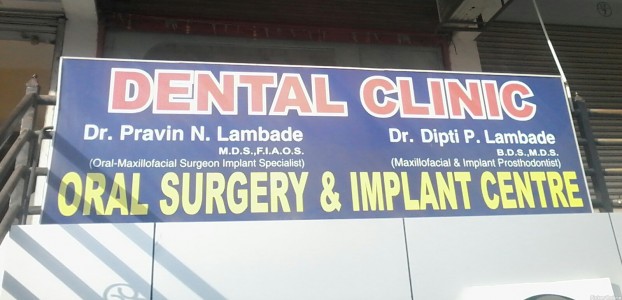 DENTAL CLINIC
Dr. Pravin N. Lambade
M.D.S.,F.I.A.O.S.
(Oral-Maxillofacial Surgeon Implant Specialist)
Dr. Dipti P. Lambade
B.D.S.,M.D.S.
(Maxillofacial & Implant Prosthodontist)
ORAL SURGERY & IMPLANT CENTRE